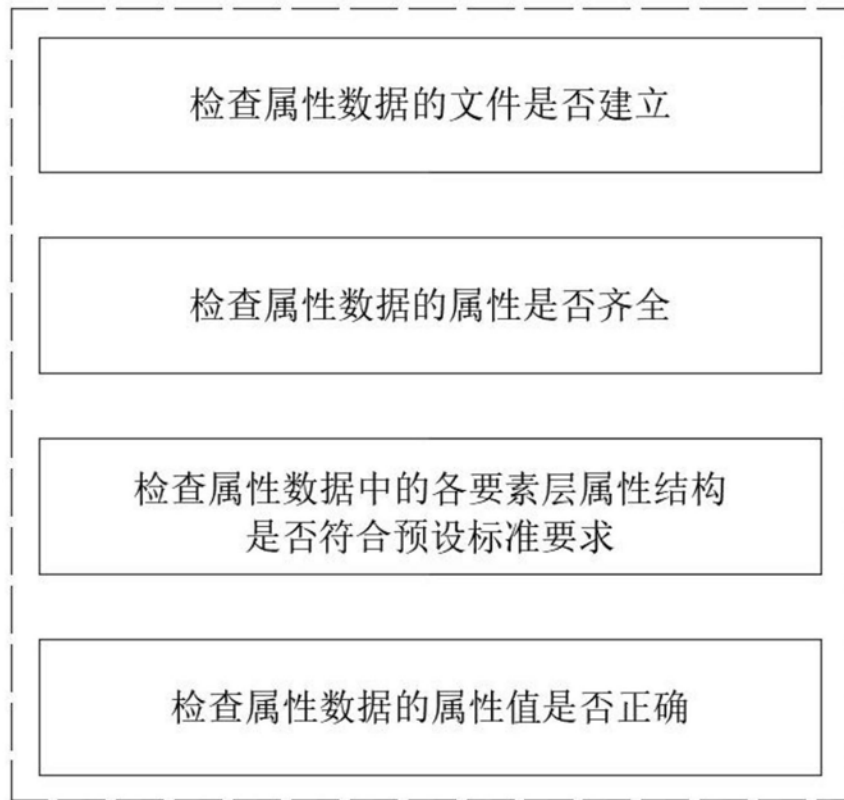 检查属性数据的文件是否建立
检查属性数据的属性是否齐全
检查属性数据中的各要素层属性结构
是否符合预设标准要求
检查属性数据的属性值是否正确